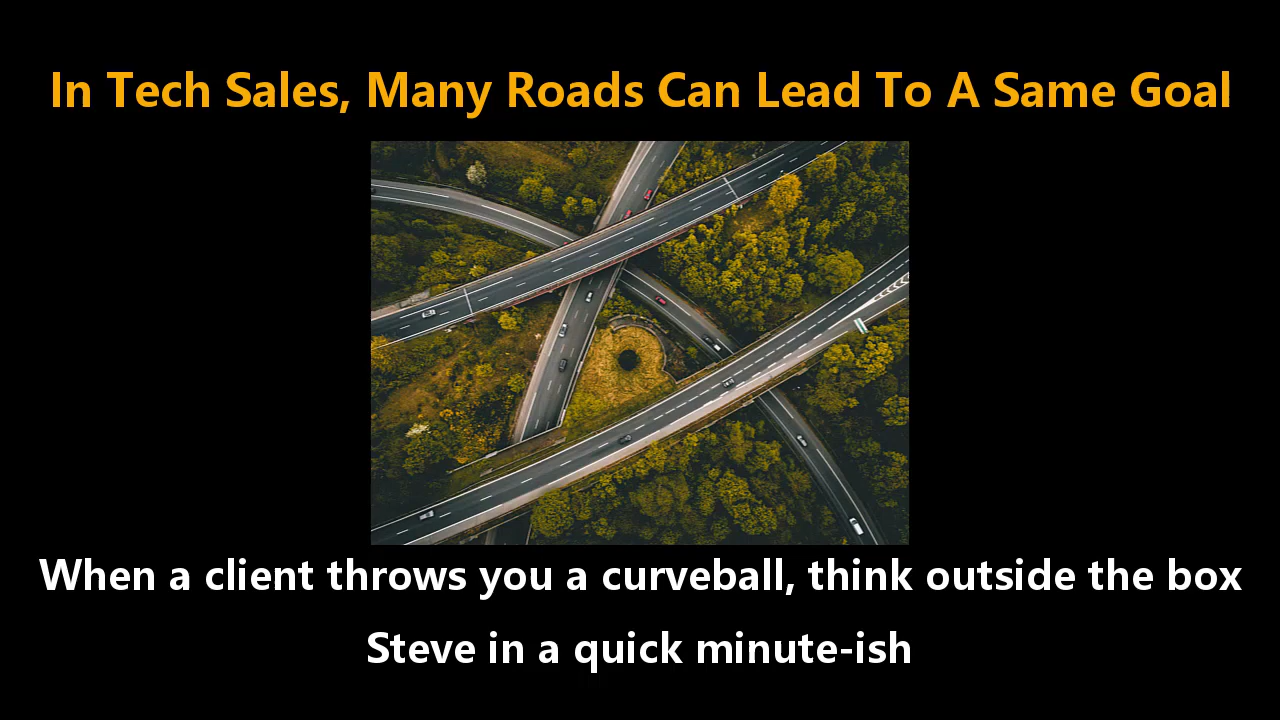 In Tech Sales, Many Roads Can Lead To A Same Goal
When a client throws you a curveball, think outside the box
Steve in a quick minute-ish